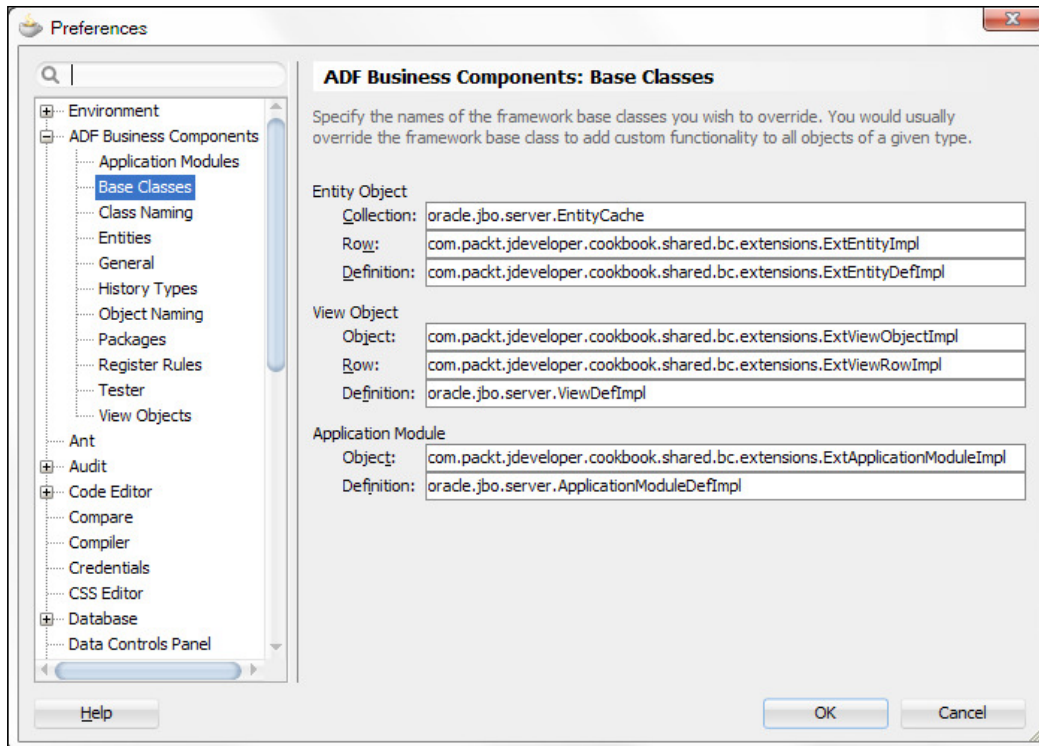 Preferences
Environment
ADF Business Components
Application Modules
Base Classes
Class Naming
Entities
General
History Types
Object Naming
Packages
Register Rules
Tester
View Objects
Ant
Audit
Code Editor
Compare
Compiler
Credentials
CSS Editor
Database
Data Controls Panel
ADF Business Components: Base Classes
Specify the names of the framework base classes you wish to override. You would usually
override the framework base class to add custom functionality to all objects of a given type.
Entity Object
Collection: oracle.jbo.server.EntityCache
Row: com.packt.jdeveloper.cookbook.shared.bc.extensions.ExtEntityImpl
Definition: com.packt.jdeveloper.cookbook.shared.bc.extensions.ExtEntityDefImpl
View Object
Object: com.packt.jdeveloper.cookbook.shared.bc.extensions.ExtViewObjectImpl
Row: com.packt.jdeveloper.cookbook.shared.bc.extensions.ExtViewRowImpl
Definition: oracle.jbo.server.ViewDefImpl
Application Module
Object: com.packt.jdeveloper.cookbook.shared.bc.extensions.ExtApplicationModuleImpl
Definition: oracle.jbo.server.ApplicationModuleDefImpl
Help
OK
Cancel